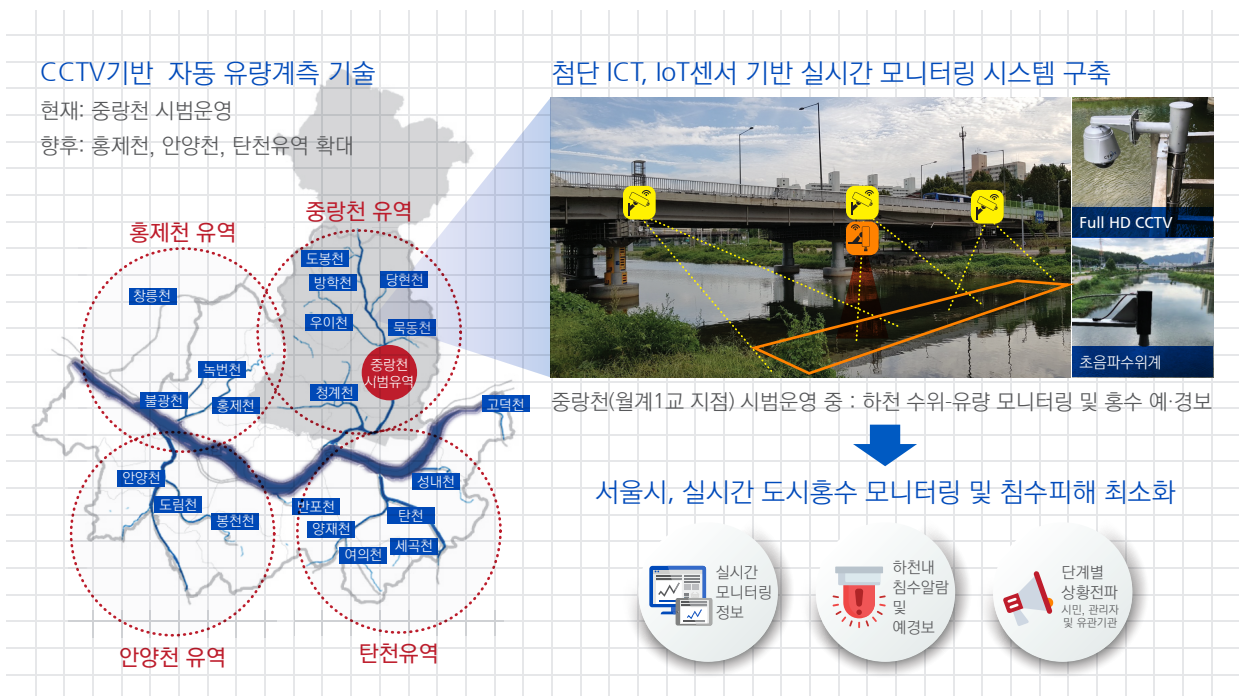 CCTV기반 자동 유량계측 기술
현재: 중랑천 시범운영
향후: 홍제천, 안양천, 탄천유역 확대
홍제천 유역
중랑천 유역
도봉천
방학천
당현천
창릉천
우이천
묵동천
녹번천
중랑천
시범유역
청계천
불광천
홍제천
고덕천
안양천
성내천
도림천
반포천
봉천천
탄천
양재천
세곡천
여의천
안양천 유역
탄천유역
첨단 ICT, IoT센서 기반 실시간 모니터링 시스템 구축
Full HD CCTV
초음파수위계
중랑천(월계1교 지점) 시범운영 중 : 하천 수위-유량 모니터링 및 홍수 예·경보
서울시, 실시간 도시홍수 모니터링 및 침수피해 최소화
실시간
모니터링
정보
하천내
침수알람
및
예경보
단계별
상황전파
시민, 관리자
및 유관기관